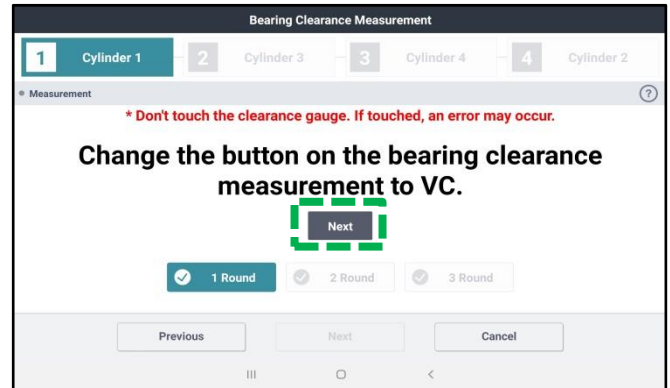 Bearing Clearance Measurement
1 Cylinder 1 2 Cylinder 3 3 Cylinder 4 4 Cylinder 2
Measurement ?
* Don't touch the clearance gauge. If touched, an error may occur.
Change the button on the bearing clearance
measurement to VC.
Next
1 Round 2 Round 3 Round
Previous Next Cancel